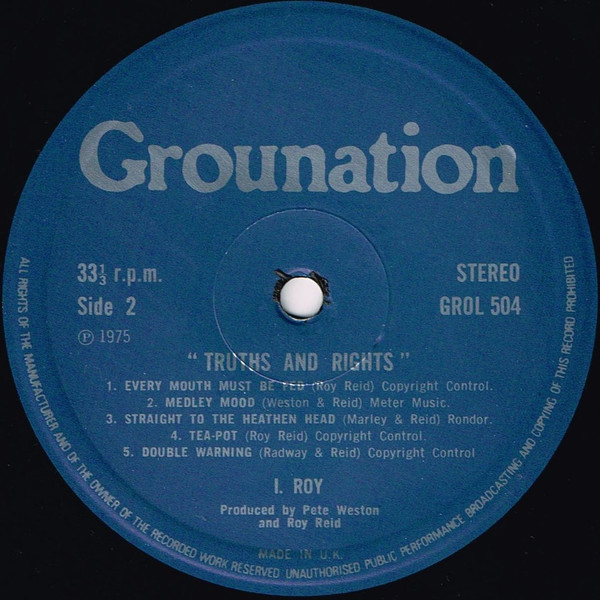 Grounation
33⅓ r.p.m.
STEREO
Side 2
GROL 504
℗ 1975
"TRUTHS AND RIGHTS"
1. EVERY MOUTH MUST BE FED (Roy Reid) Copyright Control.
2. MEDLEY MOOD (Weston & Reid) Meter Music.
3. STRAIGHT TO THE HEATHEN HEAD (Marley & Reid) Rondor.
4. TEA-POT (Roy Reid) Copyright Control.
5. DOUBLE WARNING (Radway & Reid) Copyright Control
I. ROY
Produced by Pete Weston
and Roy Reid
MADE IN U.K.
ALL RIGHTS OF THE MANUFACTURER AND OF THE OWNER OF THE RECORDED WORK RESERVED UNAUTHORISED PUBLIC PERFORMANCE BROADCASTING AND COPYING OF THIS RECORD PROHIBITED